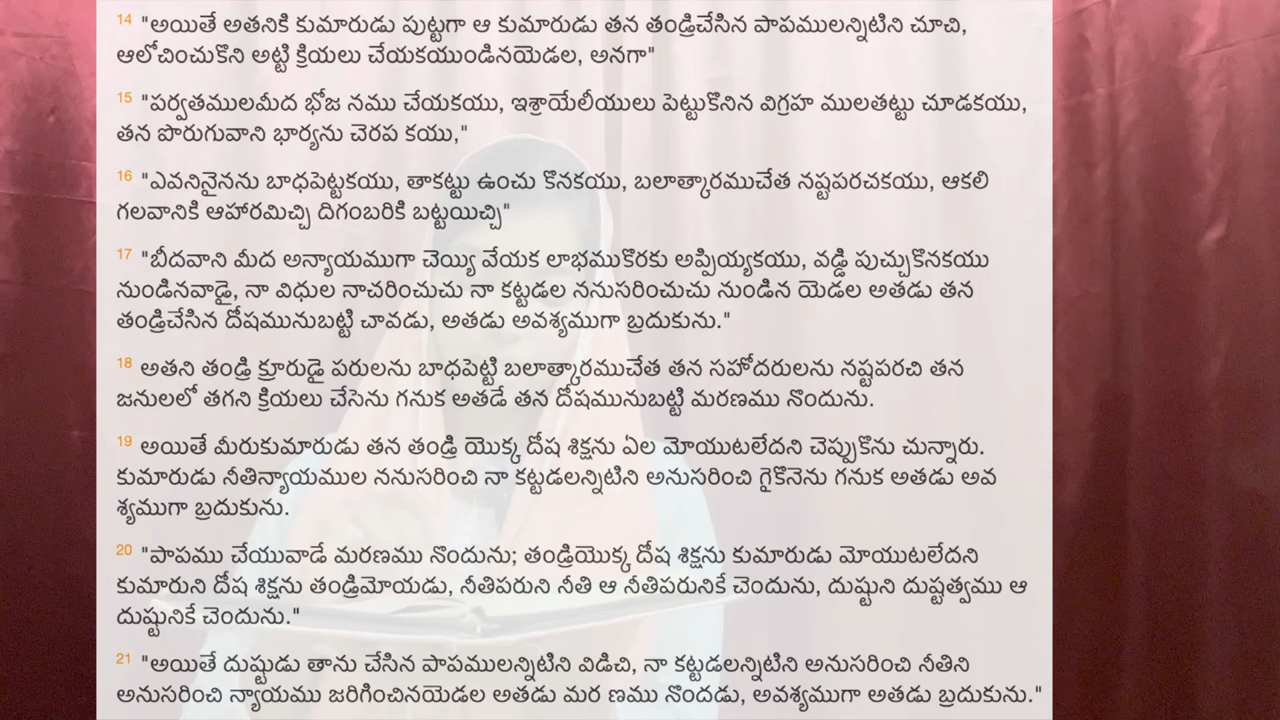 14 "అయితే అతనికి కుమారుడు పుట్టగా ఆ కుమారుడు తన తండ్రిచేసిన పాపములన్నిటిని చూచి,
ఆలోచించుకొని అట్టి క్రియలు చేయకయుండినయెడల, అనగా"
15 "పర్వతములమీద భోజ నము చేయకయు, ఇశ్రాయేలీయులు పెట్టుకొనిన విగ్రహ ములతట్టు చూడకయు,
తన పొరుగువాని భార్యను చెరప కయు,"
16 "ఎవనినైనను బాధపెట్టకయు, తాకట్టు ఉంచు కొనకయు, బలాత్కారముచేత నష్టపరచకయు, ఆకలి
గలవానికి ఆహారమిచ్చి దిగంబరికి బట్టయిచ్చి"
17 "బీదవాని మీద అన్యాయముగా చెయ్యి వేయక లాభముకొరకు అప్పియ్యకయు, వడ్డి పుచ్చుకొనకయు
నుండినవాడై, నా విధుల నాచరించుచు నా కట్టడల ననుసరించుచు నుండిన యెడల అతడు తన
తండ్రిచేసిన దోషమునుబట్టి చావడు, అతడు అవశ్యముగా బ్రదుకును."
18 అతని తండ్రి క్రూరుడై పరులను బాధపెట్టి బలాత్కారముచేత తన సహోదరులను నష్టపరచి తన
జనులలో తగని క్రియలు చేసెను గనుక అతడే తన దోషమునుబట్టి మరణము నొందును.
19 అయితే మీరుకుమారుడు తన తండ్రి యొక్క దోష శిక్షను ఏల మోయుటలేదని చెప్పుకొను చున్నారు.
కుమారుడు నీతిన్యాయముల ననుసరించి నా కట్టడలన్నిటిని అనుసరించి గైకొనెను గనుక అతడు అవ
శ్యముగా బ్రదుకును.
20 "పాపము చేయువాడే మరణము నొందును; తండ్రియొక్క దోష శిక్షను కుమారుడు మోయుటలేదని
కుమారుని దోష శిక్షను తండ్రిమోయడు, నీతిపరుని నీతి ఆ నీతిపరునికే చెందును, దుష్టుని దుష్టత్వము ఆ
దుష్టునికే చెందును."
21 "అయితే దుష్టుడు తాను చేసిన పాపములన్నిటిని విడిచి, నా కట్టడలన్నిటిని అనుసరించి నీతిని
అనుసరించి న్యాయము జరిగించినయెడల అతడు మర ణము నొందడు, అవశ్యముగా అతడు బ్రదుకును."